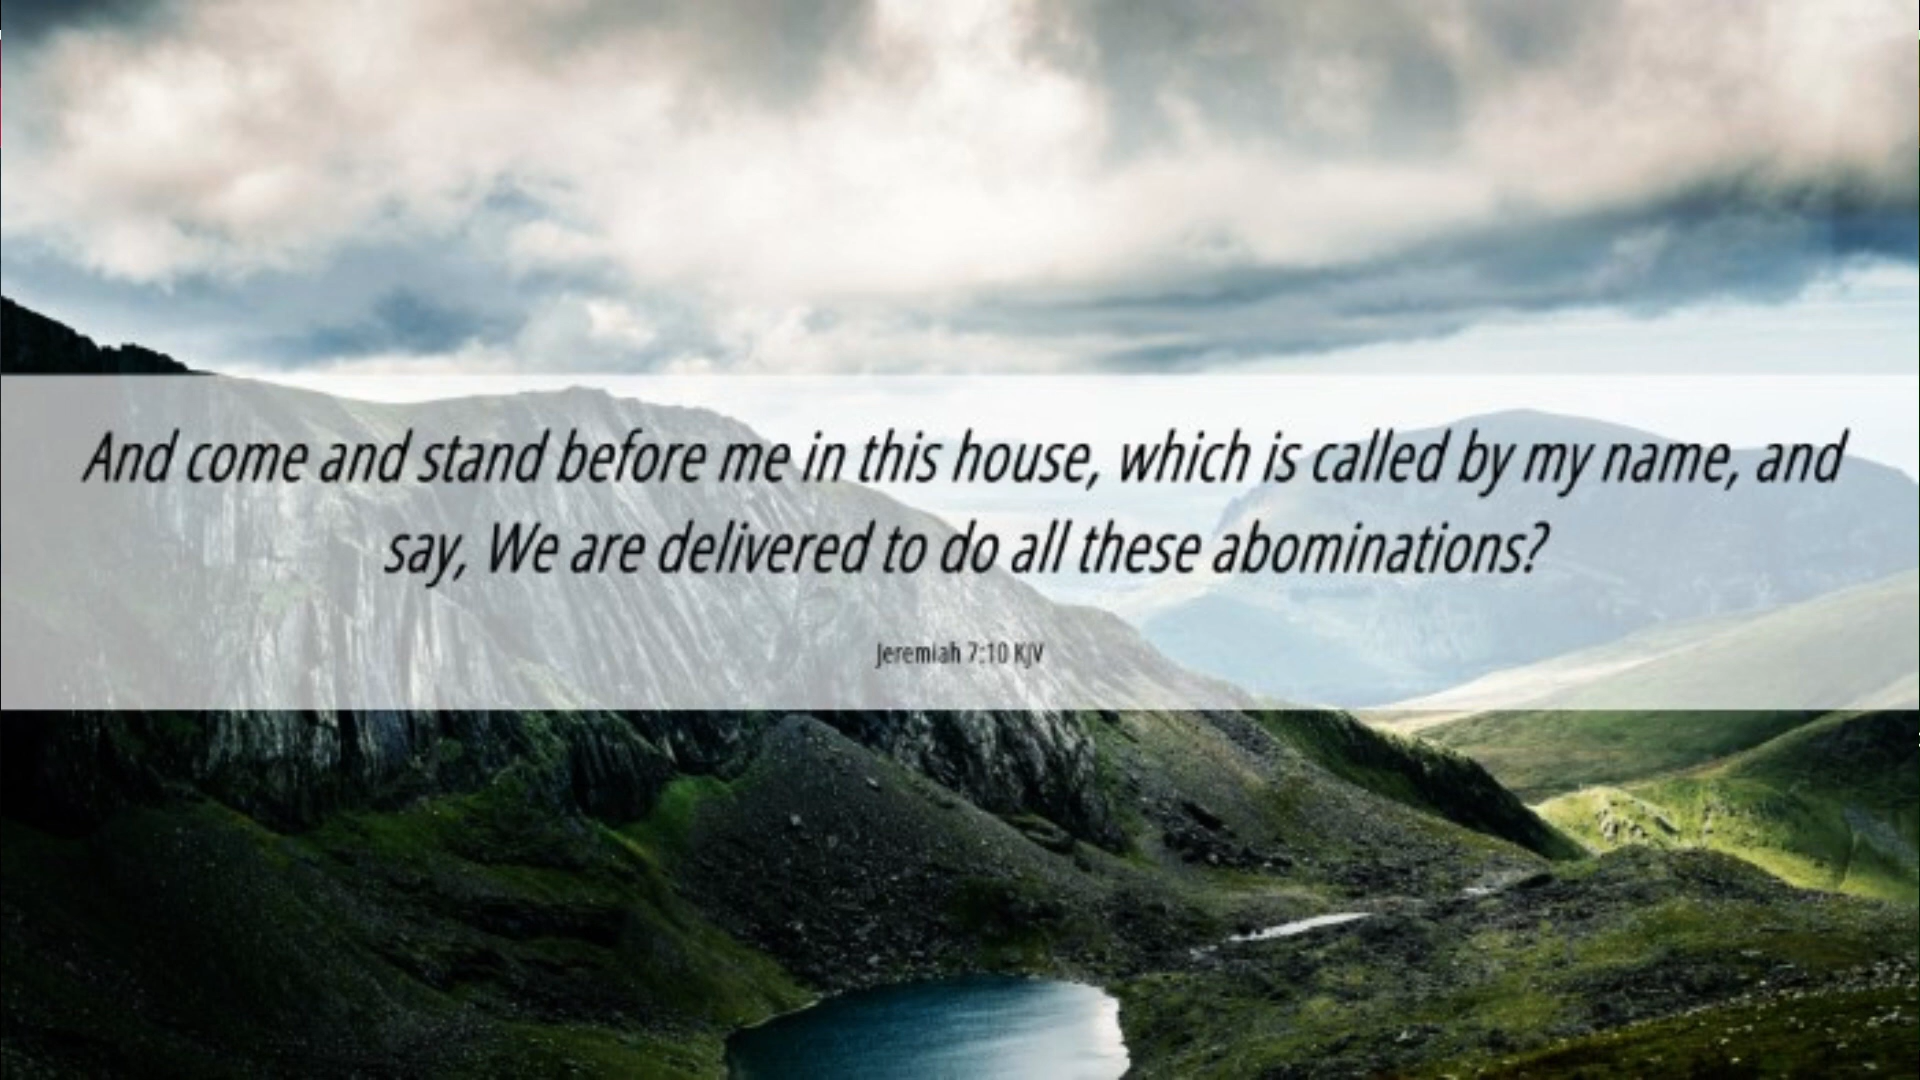 And come and stand before me in this house, which is called by my name, and
say, We are delivered to do all these abominations?
Jeremiah 7:10 KJV